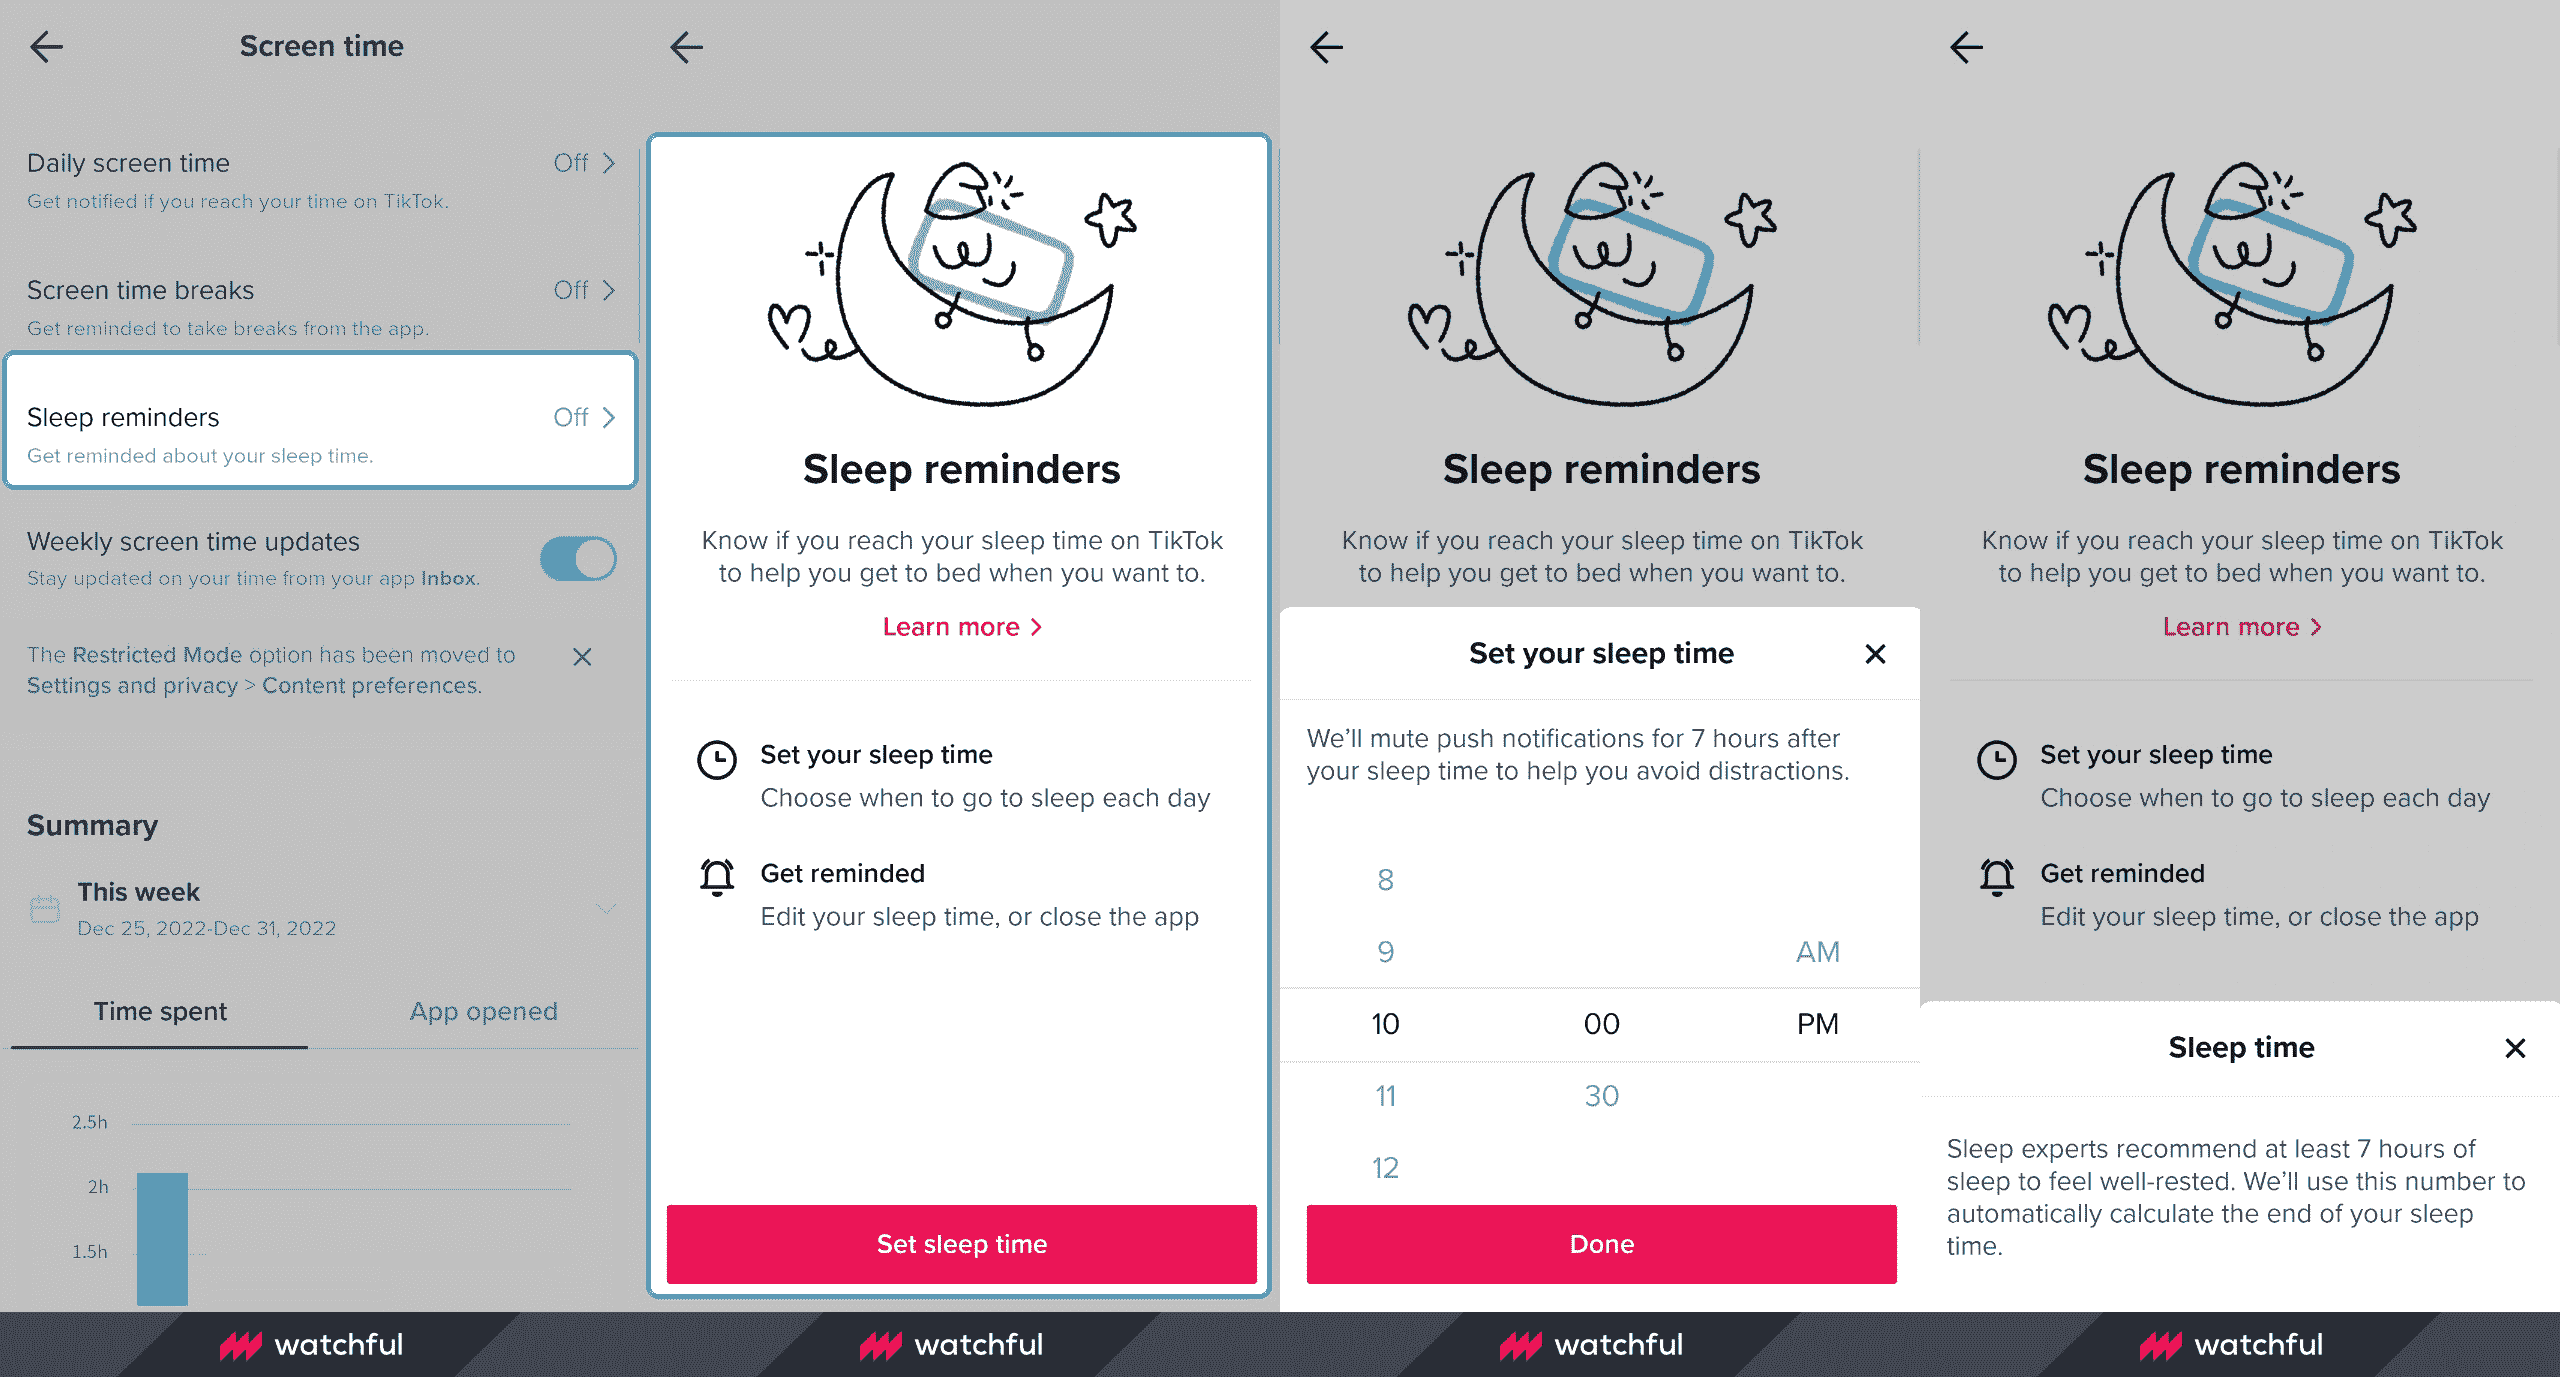 Screen time
Daily screen time
Off
Get notified if you reach your time on TikTok.
Screen time breaks
Off
Get reminded to take breaks from the app.
Sleep reminders
Off
Get reminded about your sleep time.
Weekly screen time updates
Stay updated on your time from your app Inbox.
The Restricted Mode option has been moved to
Settings and privacy > Content preferences.
Summary
This week
Dec 25, 2022-Dec 31, 2022
Time spent
App opened
2.5h
2h
1.5h
watchful
Sleep reminders
Know if you reach your sleep time on TikTok
to help you get to bed when you want to.
Learn more >
Set your sleep time
Choose when to go to sleep each day
Get reminded
Edit your sleep time, or close the app
Set sleep time
watchful
Sleep reminders
Know if you reach your sleep time on TikTok
to help you get to bed when you want to.
Set your sleep time
We'll mute push notifications for 7 hours after
your sleep time to help you avoid distractions.
8
9 AM
10 00 PM
11 30
12
Done
watchful
Sleep reminders
Know if you reach your sleep time on TikTok
to help you get to bed when you want to.
Learn more >
Set your sleep time
Choose when to go to sleep each day
Get reminded
Edit your sleep time, or close the app
Sleep time
Sleep experts recommend at least 7 hours of
sleep to feel well-rested. We'll use this number to
automatically calculate the end of your sleep
time.
watchful